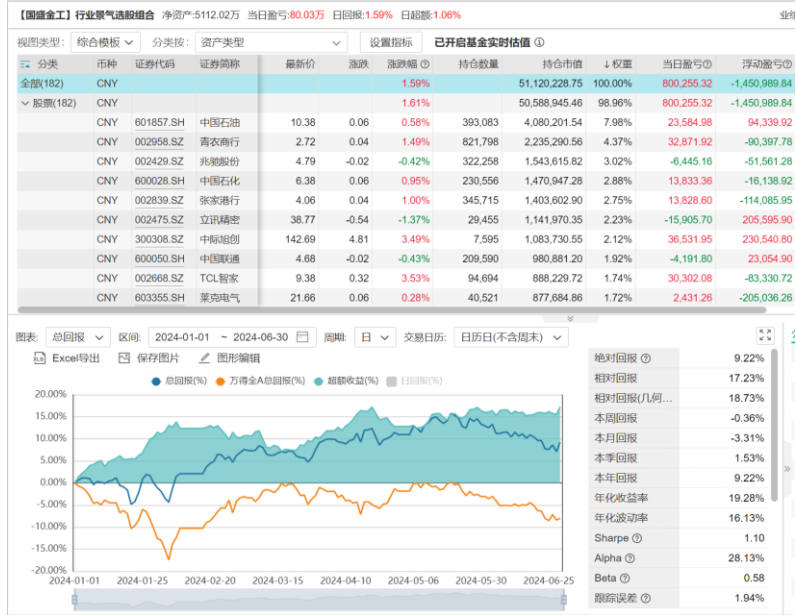 【国盛金工】行业景气选股组合 净资产:5112.02万 当日盈亏:80.03万 日回报:1.59% 日超额:1.06%
视图类型: 综合模板 分类按: 资产类型 设置指标 已开启基金实时估值
分类 币种 证券代码 证券简称 最新价 涨跌 涨跌幅 持仓数量 持仓市值 ↓权重 当日盈亏 浮动盈亏
全部(182) CNY 1.59% 51,120,228.75 100.00% 800,255.32 -1,450,989.84
股票(182) CNY 1.61% 50,588,945.46 98.96% 800,255.32 -1,450,989.84
CNY 601857.SH 中国石油 10.38 0.06 0.58% 393,083 4,080,201.54 7.98% 23,584.98 94,339.92
CNY 002958.SZ 青农商行 2.72 0.04 1.49% 821,798 2,235,290.56 4.37% 32,871.92 -90,397.78
CNY 002429.SZ 兆驰股份 4.79 -0.02 -0.42% 322,258 1,543,615.82 3.02% -6,445.16 -51,561.28
CNY 600028.SH 中国石化 6.38 0.06 0.95% 230,556 1,470,947.28 2.88% 13,833.36 -16,138.92
CNY 002839.SZ 张家港行 4.06 0.04 1.00% 345,715 1,403,602.90 2.75% 13,828.60 -114,085.95
CNY 002475.SZ 立讯精密 38.77 -0.54 -1.37% 29,455 1,141,970.35 2.23% -15,905.70 205,595.90
CNY 300308.SZ 中际旭创 142.69 4.81 3.49% 7,595 1,083,730.55 2.12% 36,531.95 230,540.80
CNY 600050.SH 中国联通 4.68 -0.02 -0.43% 209,590 980,881.20 1.92% -4,191.80 23,054.90
CNY 002668.SZ TCL智家 9.38 0.32 3.53% 94,694 888,229.72 1.74% 30,302.08 -83,330.72
CNY 603355.SH 莱克电气 21.66 0.06 0.28% 40,521 877,684.86 1.72% 2,431.26 -205,036.26
图表: 总回报 区间: 2024-01-01 ~ 2024-06-30 周期: 日 交易日历: 日历日(不含周末)
Excel导出 保存图片 图形编辑
总回报(%) 万得全A总回报(%) 超额收益(%) 日回报(%)
20.00%
15.00%
10.00%
5.00%
0.00%
-5.00%
-10.00%
-15.00%
-20.00%
2024-01-01 2024-01-25 2024-02-20 2024-03-15 2024-04-10 2024-05-06 2024-05-30 2024-06-25
绝对回报 9.22%
相对回报 17.23%
相对回报(几何... 18.73%
本周回报 -0.36%
本月回报 -3.31%
本季回报 1.53%
本年回报 9.22%
年化收益率 19.28%
年化波动率 16.13%
Sharpe 1.10
Alpha 28.13%
Beta 0.58
跟踪误差 1.94%